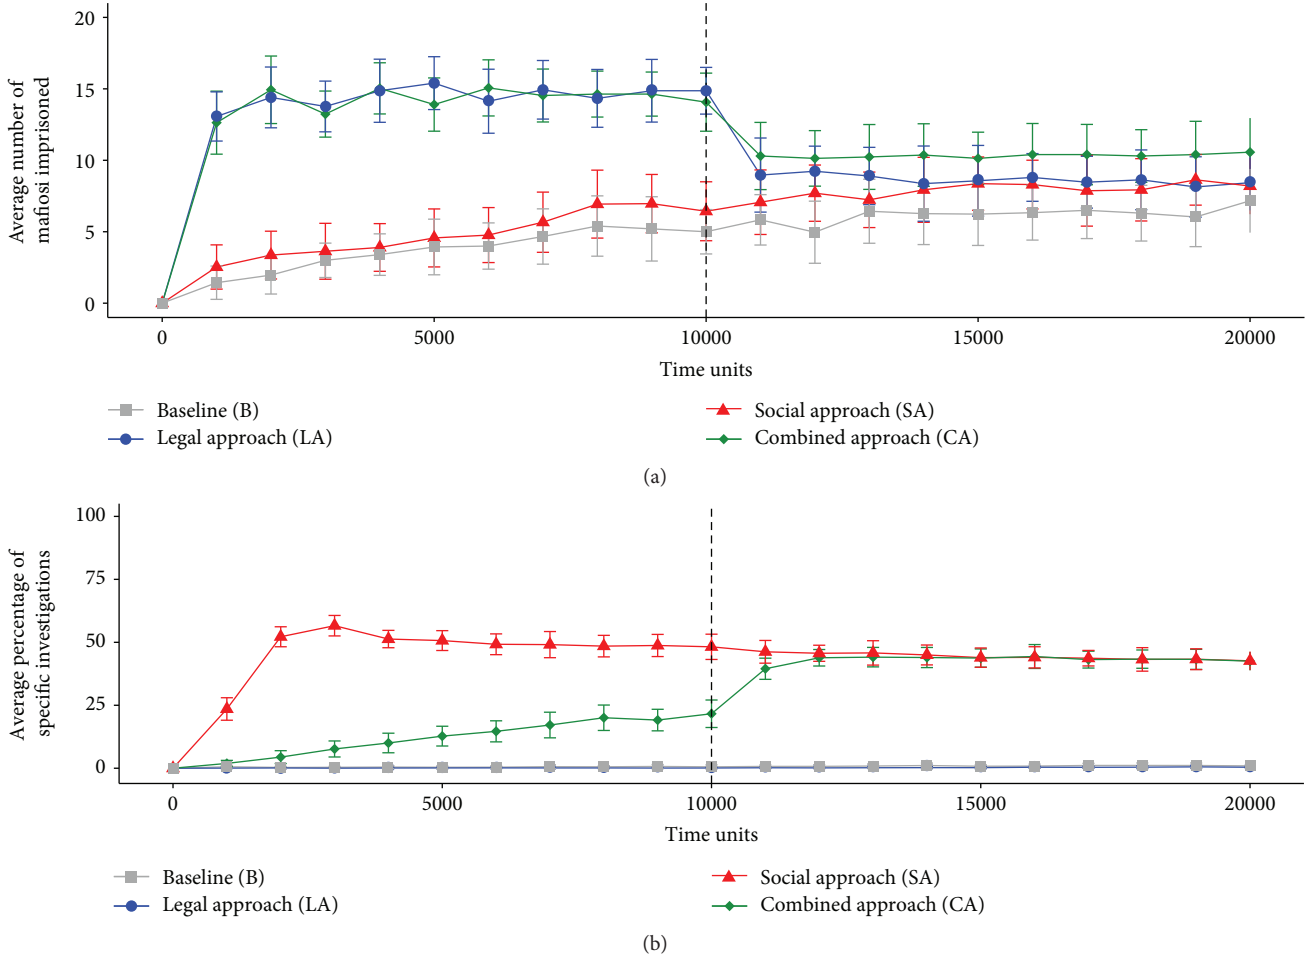 20
15
10
5
0
Average number of
mafiosi imprisoned
0 5000 10000 15000 20000
Time units
Baseline (B) Social approach (SA)
Legal approach (LA) Combined approach (CA)
(a)
100
75
50
25
0
Average percentage of
specific investigations
0 5000 10000 15000 20000
Time units
Baseline (B) Social approach (SA)
Legal approach (LA) Combined approach (CA)
(b)